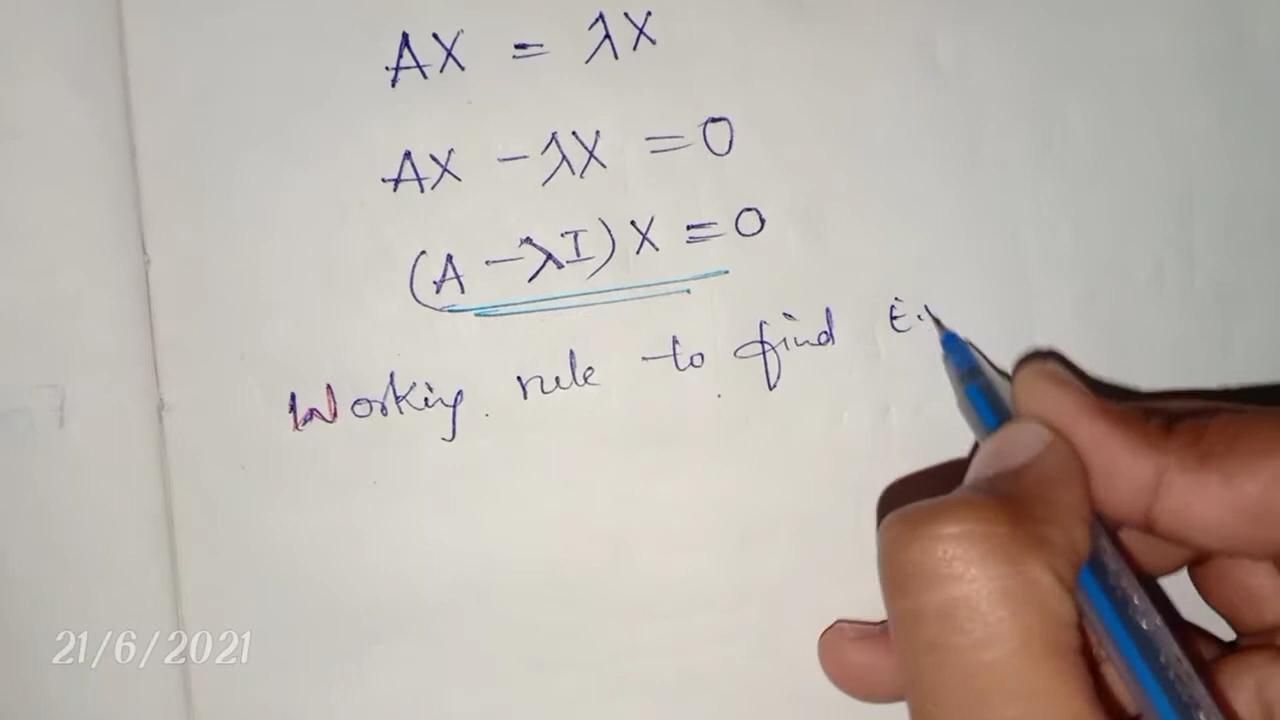 AX = λX
AX - λX = 0
(A - λI) X = 0
Working rule to find
21/6/2021